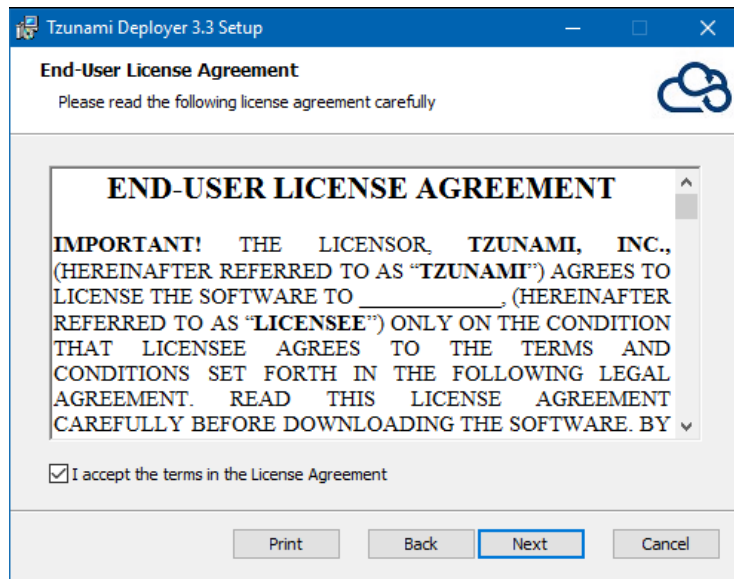 Tzunami Deployer 3.3 Setup
End-User License Agreement
Please read the following license agreement carefully
END-USER LICENSE AGREEMENT
IMPORTANT! THE LICENSOR, TZUNAMI, INC.,
(HEREINAFTER REFERRED TO AS “TZUNAMI”) AGREES TO
LICENSE THE SOFTWARE TO _____________, (HEREINAFTER
REFERRED TO AS “LICENSEE”) ONLY ON THE CONDITION
THAT LICENSEE AGREES TO THE TERMS AND
CONDITIONS SET FORTH IN THE FOLLOWING LEGAL
AGREEMENT. READ THIS LICENSE AGREEMENT
CAREFULLY BEFORE DOWNLOADING THE SOFTWARE. BY
I accept the terms in the License Agreement
Print Back Next Cancel